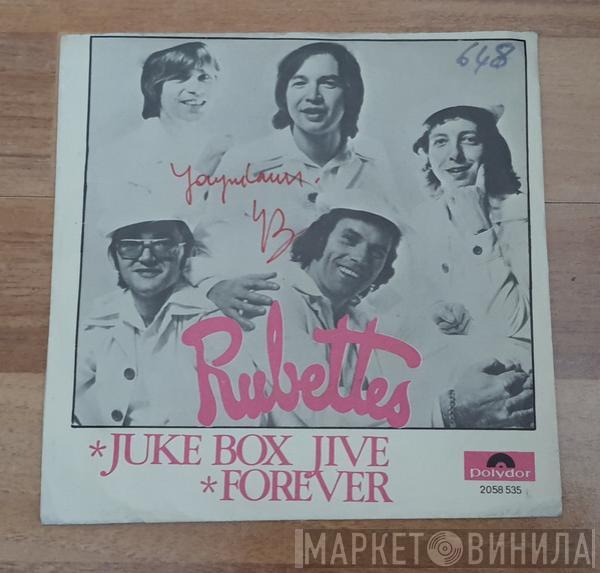 648
Rubettes
*JUKE BOX JIVE
*FOREVER
polydor
2058 535
МАРКЕТ ВИНИЛА